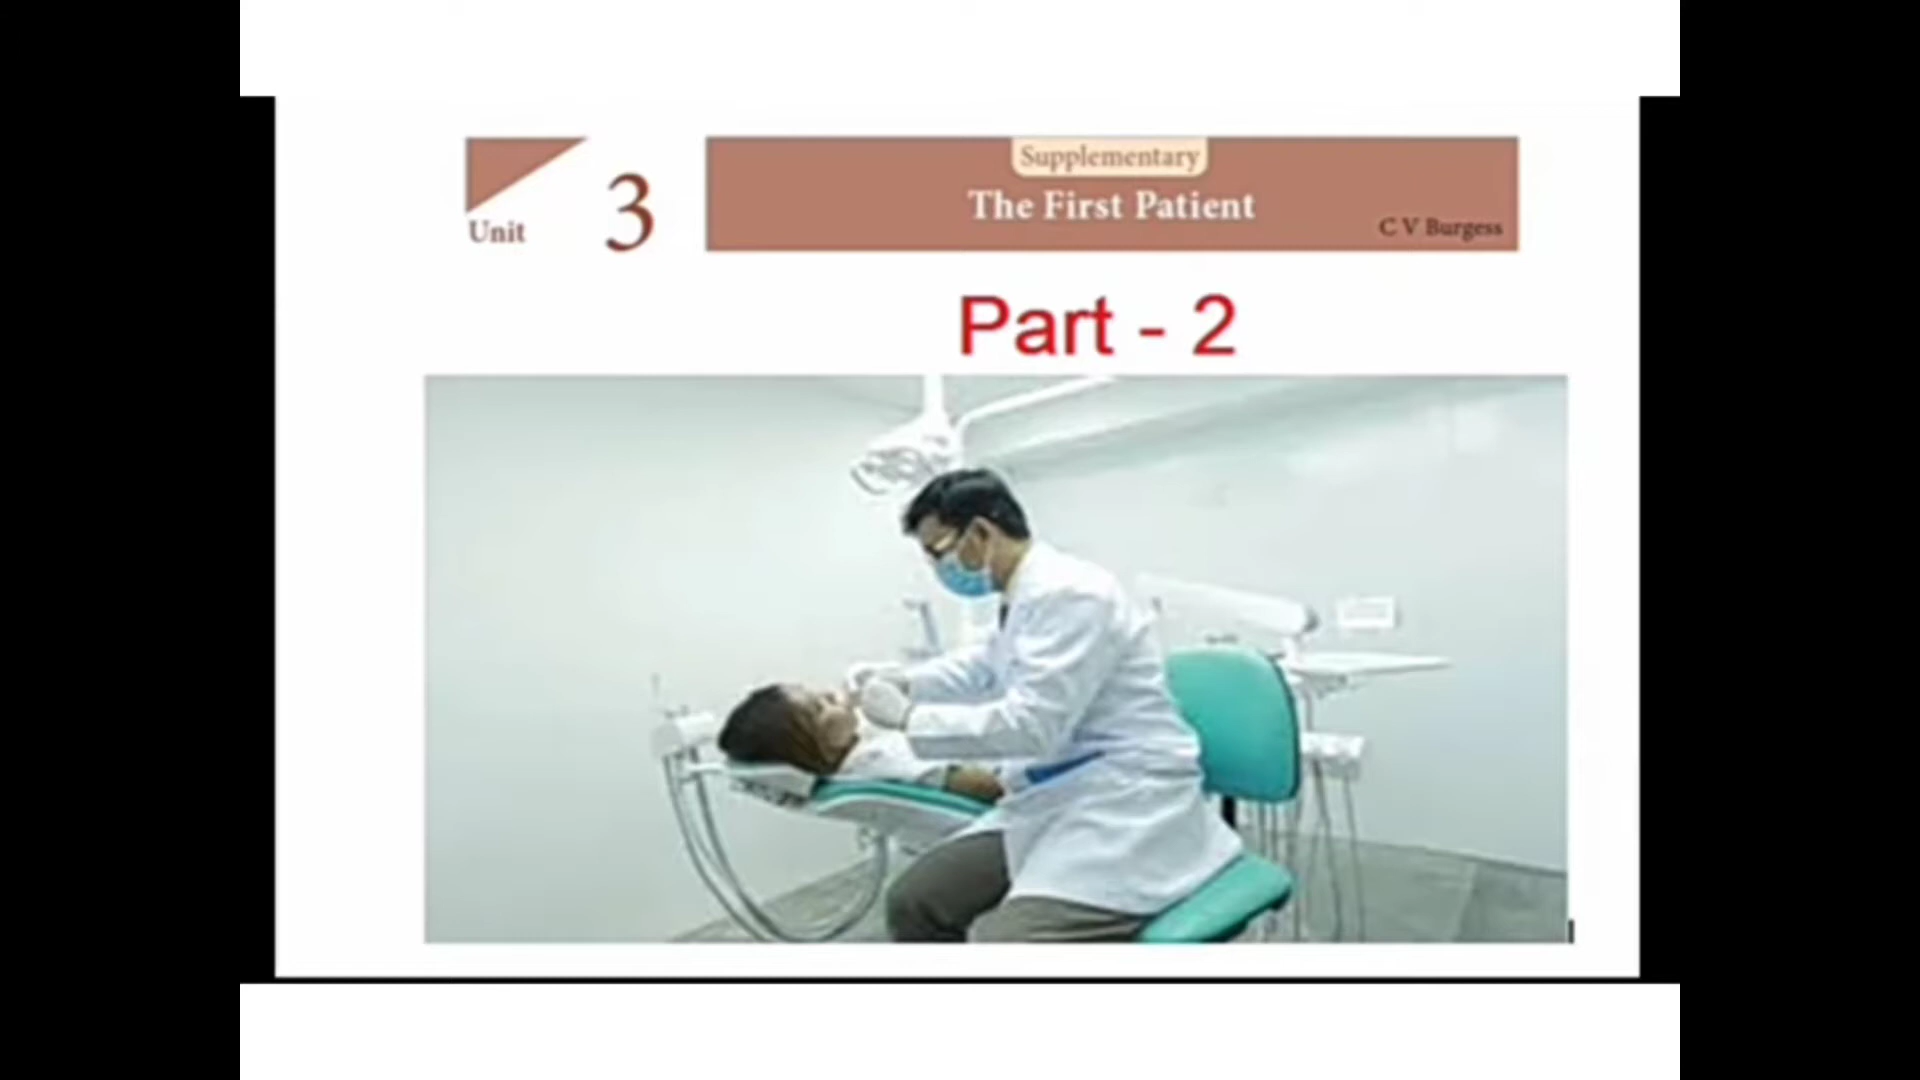 Supplementary
Unit 3
The First Patient
C V Burgess
Part - 2